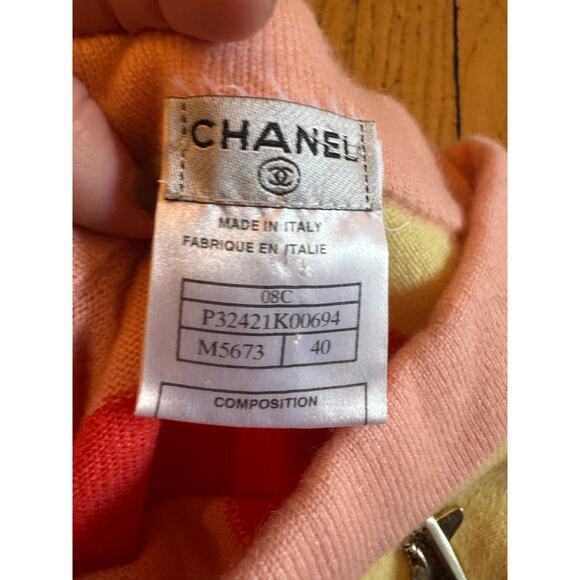 CHANEL
MADE IN ITALY
FABRIQUE EN ITALIE
08C
P32421K00694
M5673 40
COMPOSITION